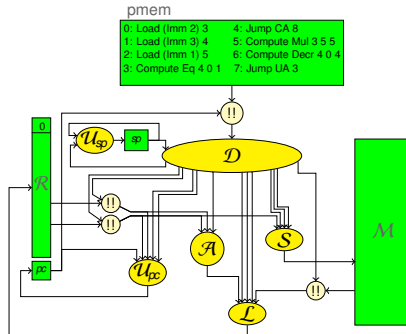 pmem
0: Load (Imm 2) 3 4: Jump CA 8
1: Load (Imm 3) 4 5: Compute Mul 3 5 5
2: Load (Imm 1) 5 6: Compute Decr 4 0 4
3: Compute Eq 4 0 1 7: Jump UA 3
!!
0
U_sp
sp
D
R
!!
!!
M
A
S
pc
U_pc
!!
L